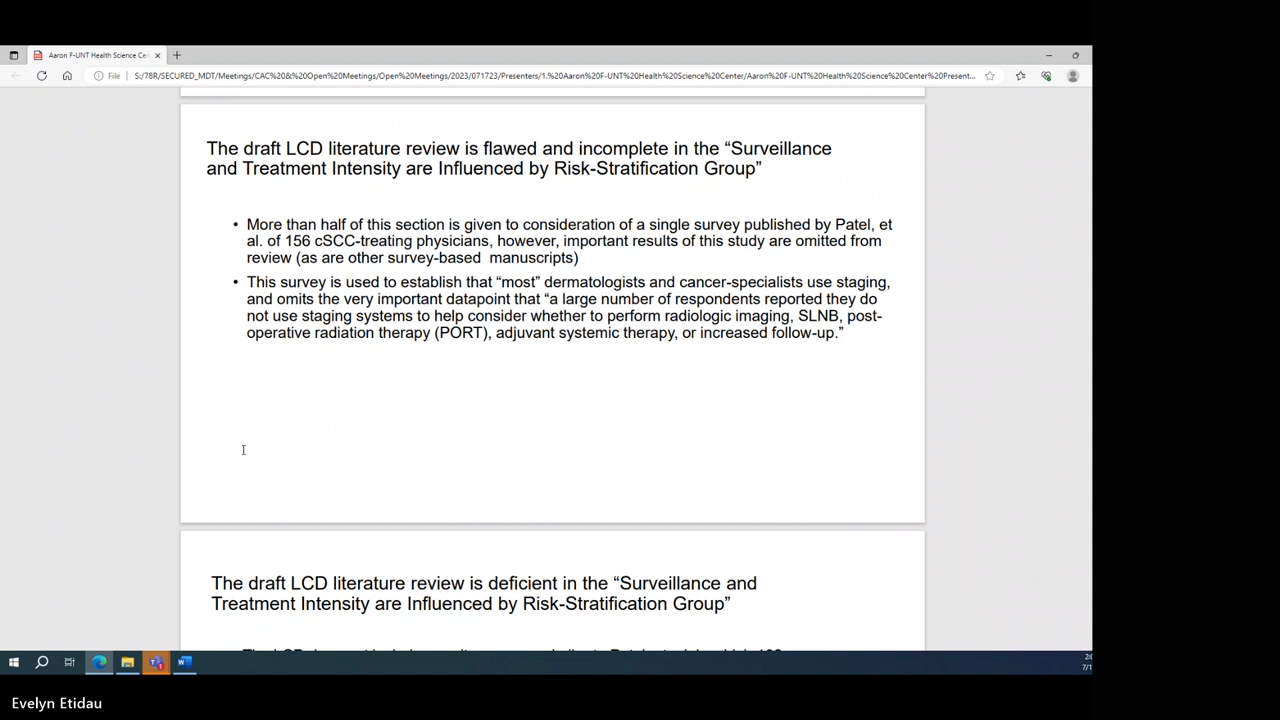 Aaron F-UNT Health Science Ce
File
S:/78R/SECURED_MDT/Meetings/CAC%20&%20Open%20Meetings/Open%20Meetings/2023/071723/Presenters/1.%20Aaron%20F-UNT%20Health%20Science%20Center/Aaron%20F-UNT%20Health%20Science%20Center%20Present...
The draft LCD literature review is flawed and incomplete in the “Surveillance
and Treatment Intensity are Influenced by Risk-Stratification Group”
• More than half of this section is given to consideration of a single survey published by Patel, et
al. of 156 cSCC-treating physicians, however, important results of this study are omitted from
review (as are other survey-based manuscripts)
• This survey is used to establish that “most” dermatologists and cancer-specialists use staging,
and omits the very important datapoint that “a large number of respondents reported they do
not use staging systems to help consider whether to perform radiologic imaging, SLNB, post-
operative radiation therapy (PORT), adjuvant systemic therapy, or increased follow-up.”
The draft LCD literature review is deficient in the “Surveillance and
Treatment Intensity are Influenced by Risk-Stratification Group”
Evelyn Etidau